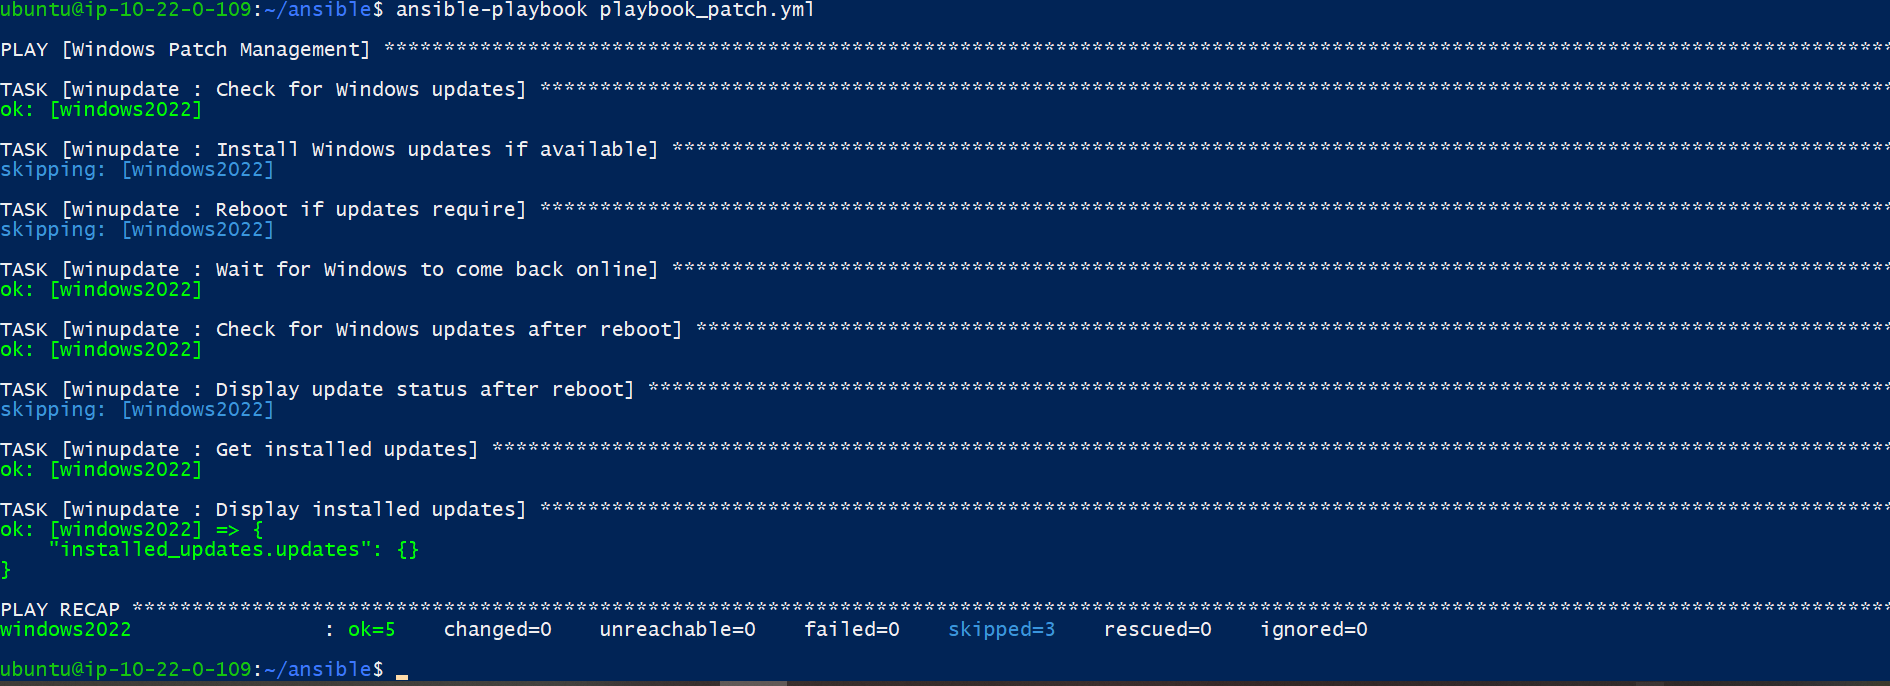 ubuntu@ip-10-22-0-109:~/ansible$ ansible-playbook playbook_patch.yml
PLAY [Windows Patch Management] ******************************************************************************************************************************
TASK [winupdate : Check for Windows updates] *****************************************************************************************************************
ok: [windows2022]
TASK [winupdate : Install Windows updates if available] ******************************************************************************************************
skipping: [windows2022]
TASK [winupdate : Reboot if updates require] *****************************************************************************************************************
skipping: [windows2022]
TASK [winupdate : Wait for Windows to come back online] ******************************************************************************************************
ok: [windows2022]
TASK [winupdate : Check for Windows updates after reboot] ****************************************************************************************************
ok: [windows2022]
TASK [winupdate : Display update status after reboot] ********************************************************************************************************
skipping: [windows2022]
TASK [winupdate : Get installed updates] *********************************************************************************************************************
ok: [windows2022]
TASK [winupdate : Display installed updates] *****************************************************************************************************************
ok: [windows2022] => {
    "installed_updates.updates": {}
}
PLAY RECAP ***************************************************************************************************************************************************
windows2022                : ok=5    changed=0    unreachable=0    failed=0    skipped=3    rescued=0    ignored=0
ubuntu@ip-10-22-0-109:~/ansible$